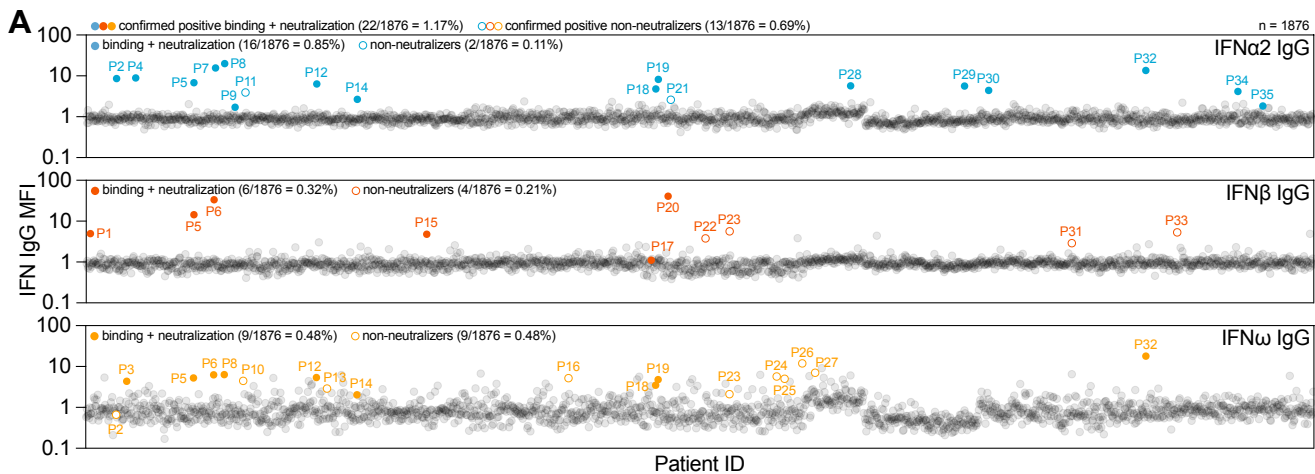 A
confirmed positive binding + neutralization (22/1876 = 1.17%) confirmed positive non-neutralizers (13/1876 = 0.69%) n = 1876
100
binding + neutralization (16/1876 = 0.85%) non-neutralizers (2/1876 = 0.11%) IFNα2 IgG
P2 P4 P7 P8 P12 P19 P28 P29 P32
10
P5 P11 P14 P18 P21 P30 P34
P9 P35
1
0.1
IFN IgG MFI
100
binding + neutralization (6/1876 = 0.32%) non-neutralizers (4/1876 = 0.21%) IFNβ IgG
P6 P20
10
P1 P5 P15 P22 P23 P31 P33
P17
1
0.1
100
binding + neutralization (9/1876 = 0.48%) non-neutralizers (9/1876 = 0.48%) IFNω IgG
P26 P32
10
P3 P6 P8 P12 P16 P19 P24 P27
P5 P10 P13 P14 P18 P23 P25
1
P2
0.1
Patient ID